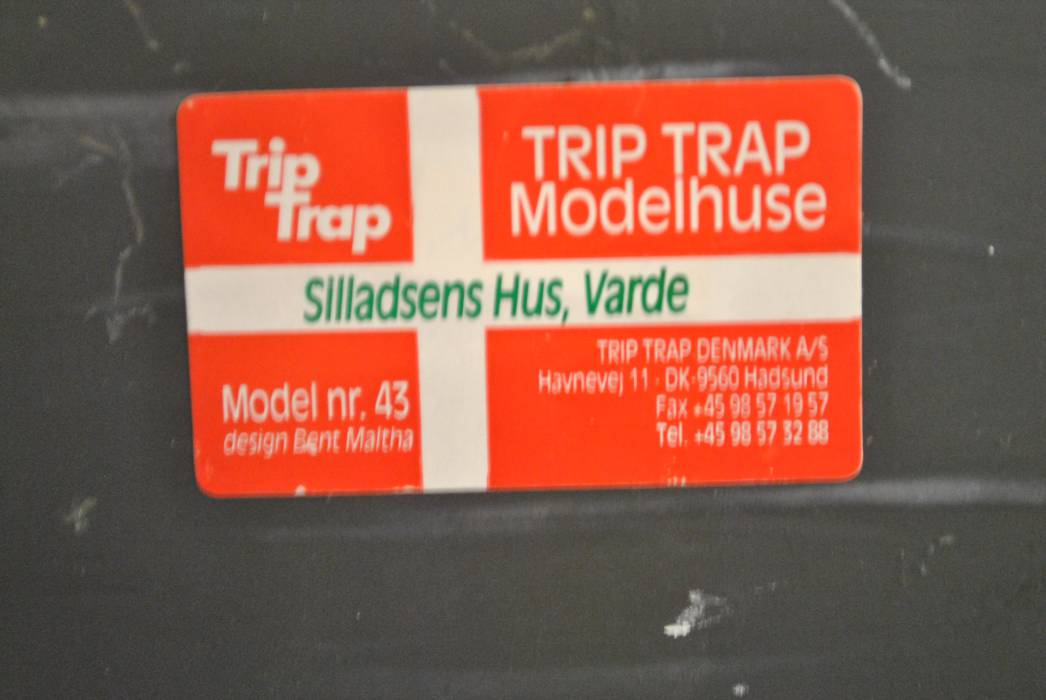 Trip
Trap
TRIP TRAP
Modelhuse
Silladsens Hus, Varde
Model nr. 43
design Bent Maltha
TRIP TRAP DENMARK A/S
Havnevej 11 · DK-9560 Hadsund
Fax +45 98 57 19 57
Tel. +45 98 57 32 88